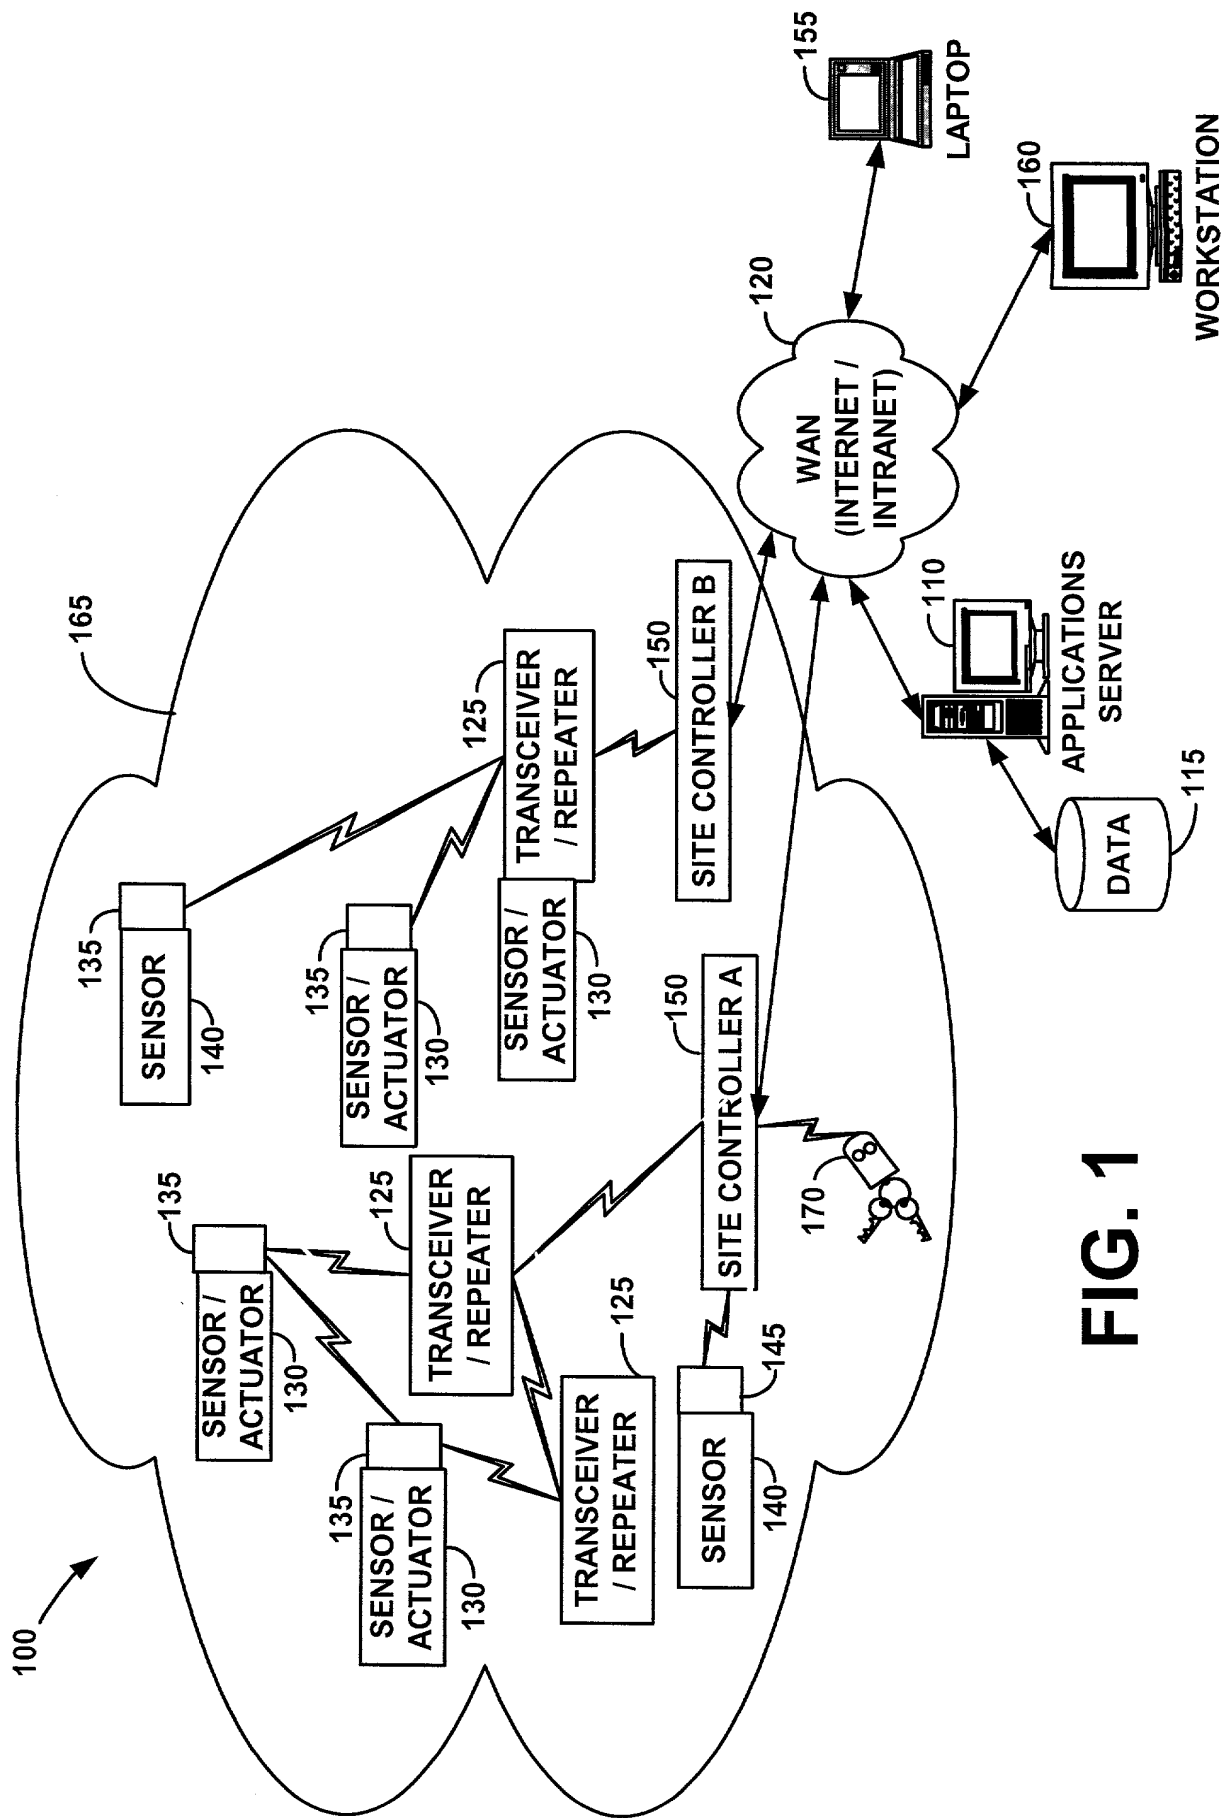 100
165
135
SENSOR
140
135
SENSOR /
ACTUATOR
130
135
SENSOR /
ACTUATOR
130
135
SENSOR /
ACTUATOR
130
125
TRANSCEIVER
/ REPEATER
125
TRANSCEIVER
/ REPEATER
SENSOR /
ACTUATOR
130
125
TRANSCEIVER
/ REPEATER
150
SITE CONTROLLER B
150
SITE CONTROLLER A
145
SENSOR
140
170
120
WAN
(INTERNET /
INTRANET)
155
LAPTOP
110
APPLICATIONS
SERVER
DATA
115
160
WORKSTATION
FIG. 1